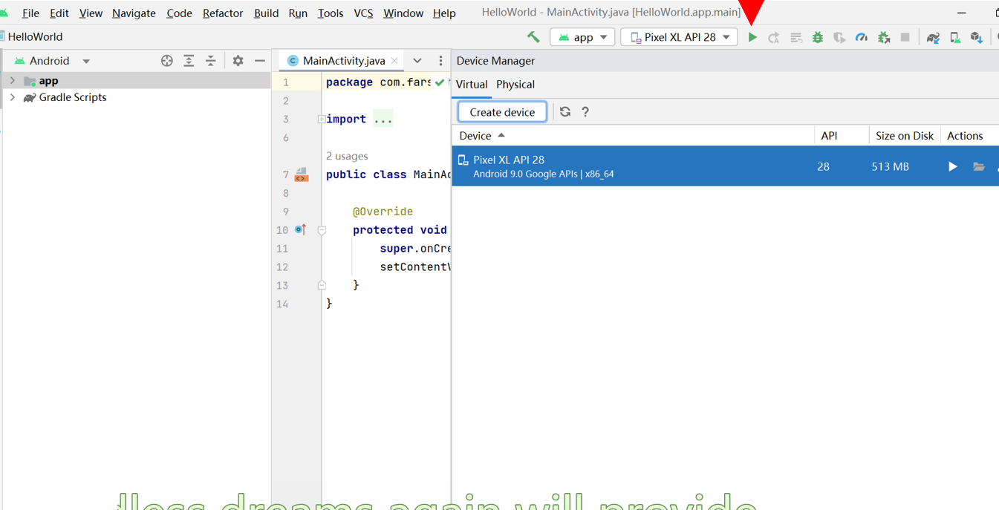 File Edit View Navigate Code Refactor Build Run Tools VCS Window Help HelloWorld - MainActivity.java [HelloWorld.app.main]
HelloWorld app Pixel XL API 28
Android MainActivity.java Device Manager
app
Gradle Scripts
1 package com.fars
2
3 import ...
6
2 usages
7 public class MainAc
8
9 @Override
10 protected void
11 super.onCre
12 setContentV
13 }
14 }
Virtual Physical
Create device ?
Device API Size on Disk Actions
Pixel XL API 28 28 513 MB
Android 9.0 Google APIs | x86_64
dreams again will provide